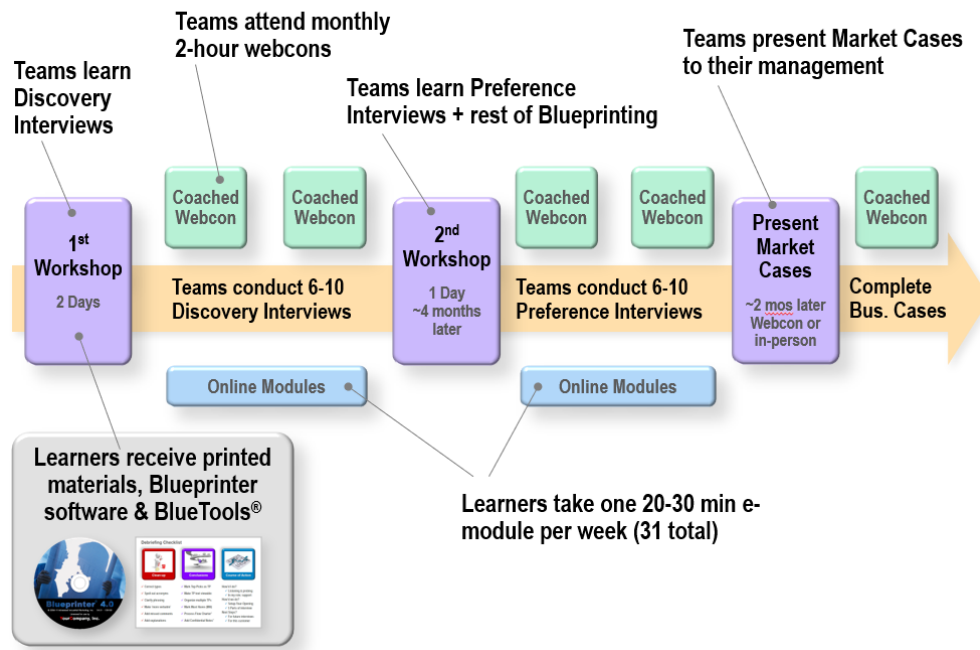 Teams attend monthly
2-hour webcons
Teams present Market Cases
to their management
Teams learn
Discovery
Interviews
Teams learn Preference
Interviews + rest of Blueprinting
Coached
Webcon
Coached
Webcon
Coached
Webcon
Coached
Webcon
Coached
Webcon
1st
Workshop
2 Days
2nd
Workshop
1 Day
~4 months
later
Present
Market
Cases
~2 mos later
Webcon or
in-person
Teams conduct 6-10
Discovery Interviews
Teams conduct 6-10
Preference Interviews
Complete
Bus. Cases
Online Modules
Online Modules
Learners receive printed
materials, Blueprinter
software & BlueTools®
Learners take one 20-30 min e-
module per week (31 total)
Blueprinter 4.0
YourCompany, Inc.
Debriefing Checklist